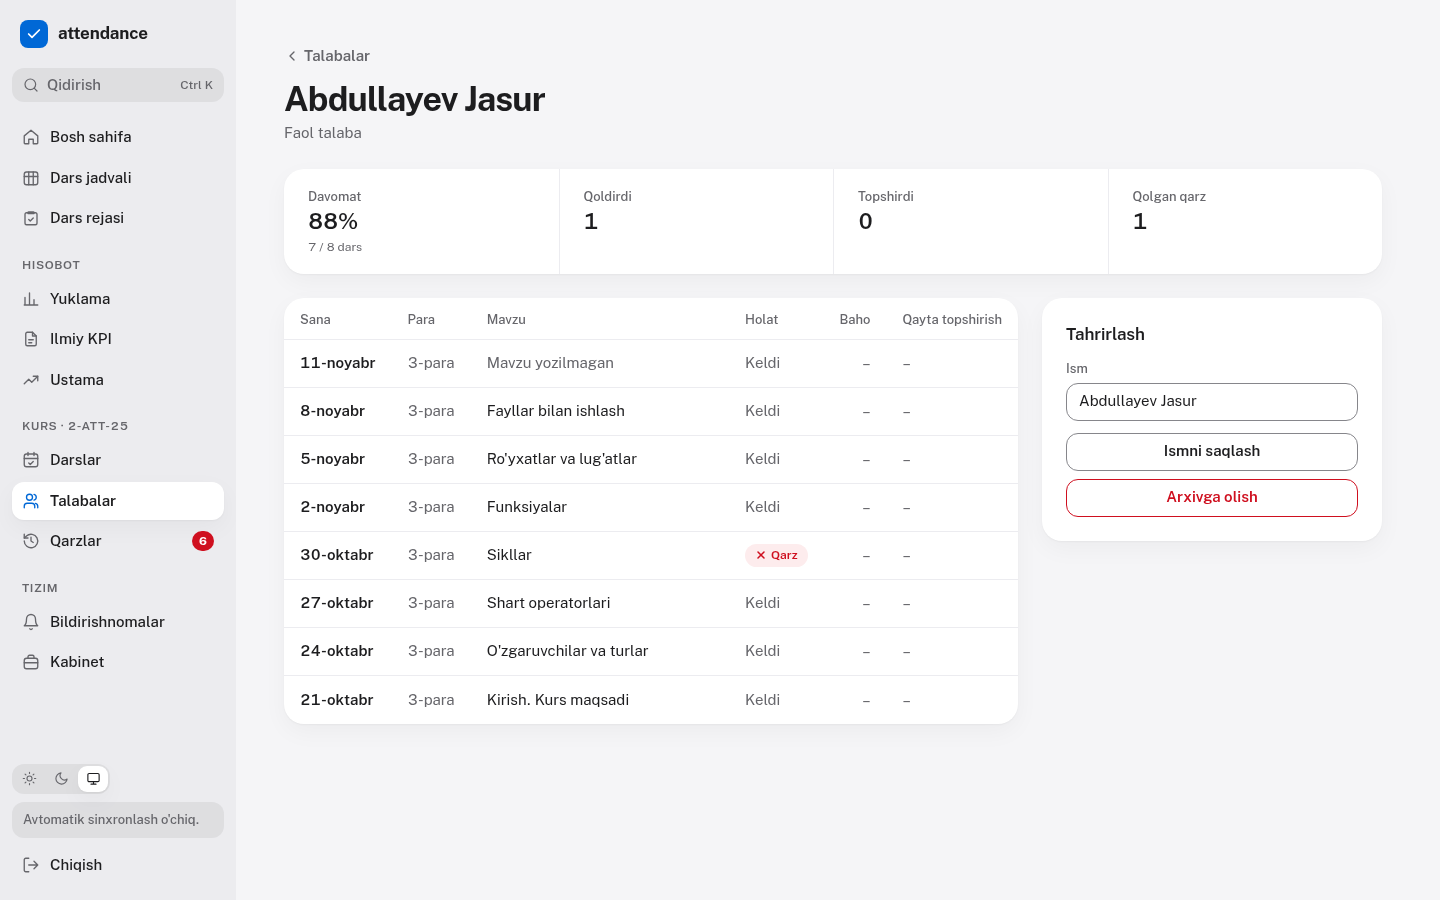 attendance
Qidirish Ctrl K
Bosh sahifa
Dars jadvali
Dars rejasi
HISOBOT
Yuklama
Ilmiy KPI
Ustama
KURS · 2-ATT-25
Darslar
Talabalar
Qarzlar 6
TIZIM
Bildirishnomalar
Kabinet
Avtomatik sinxronlash o'chiq.
Chiqish
Talabalar
Abdullayev Jasur
Faol talaba
Davomat Qoldirdi Topshirdi Qolgan qarz
88% 1 0 1
7 / 8 dars
Sana Para Mavzu Holat Baho Qayta topshirish
11-noyabr 3-para Mavzu yozilmagan Keldi – –
8-noyabr 3-para Fayllar bilan ishlash Keldi – –
5-noyabr 3-para Ro'yxatlar va lug'atlar Keldi – –
2-noyabr 3-para Funksiyalar Keldi – –
30-oktabr 3-para Sikllar × Qarz – –
27-oktabr 3-para Shart operatorlari Keldi – –
24-oktabr 3-para O'zgaruvchilar va turlar Keldi – –
21-oktabr 3-para Kirish. Kurs maqsadi Keldi – –
Tahrirlash
Ism
Abdullayev Jasur
Ismni saqlash
Arxivga olish